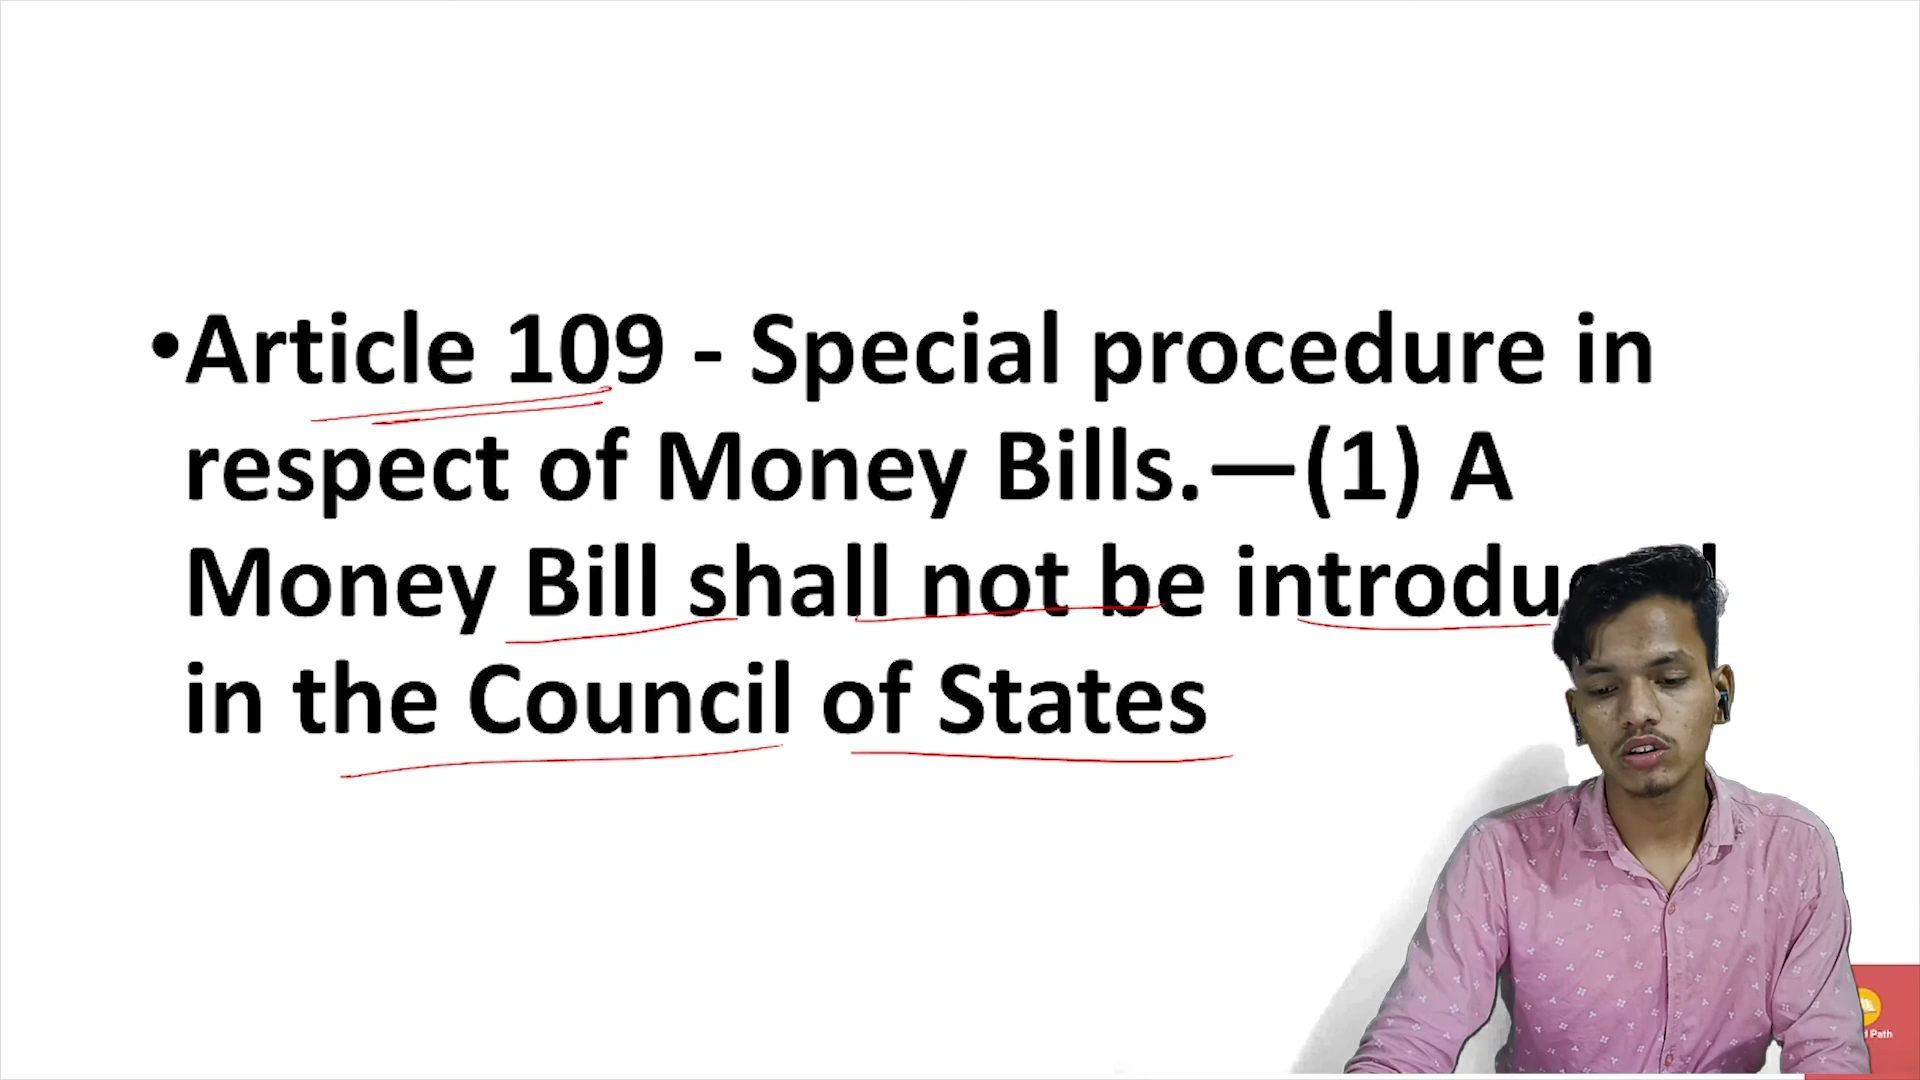 •Article 109 - Special procedure in
respect of Money Bills.—(1) A
Money Bill shall not be
in the Council of States
Path